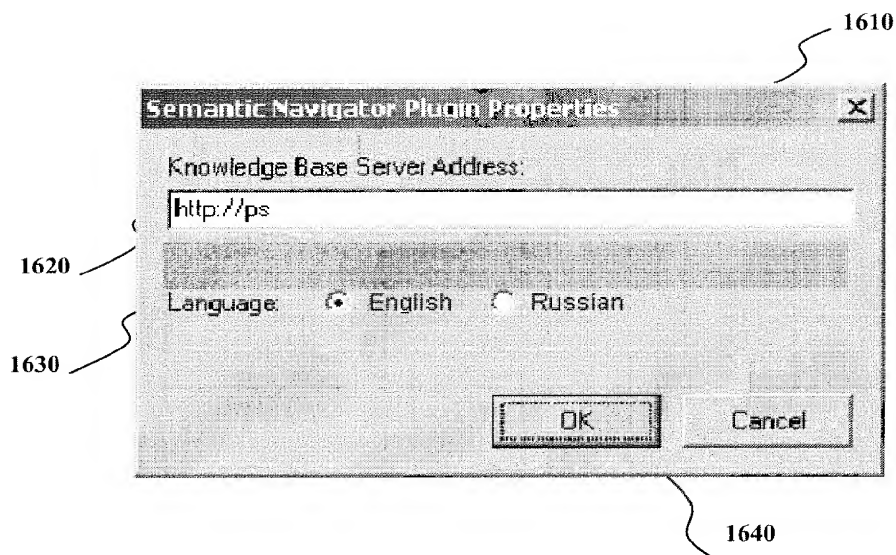 1610
Semantic Navigator Plugin Properties
Knowledge Base Server Address:
http://ps
1620
Language: English Russian
1630
OK Cancel
1640